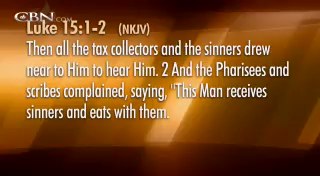 CBN.COM
Luke 15:1-2 (NKJV)
Then all the tax collectors and the sinners drew
near to Him to hear Him. 2 And the Pharisees and
scribes complained, saying, "This Man receives
sinners and eats with them.